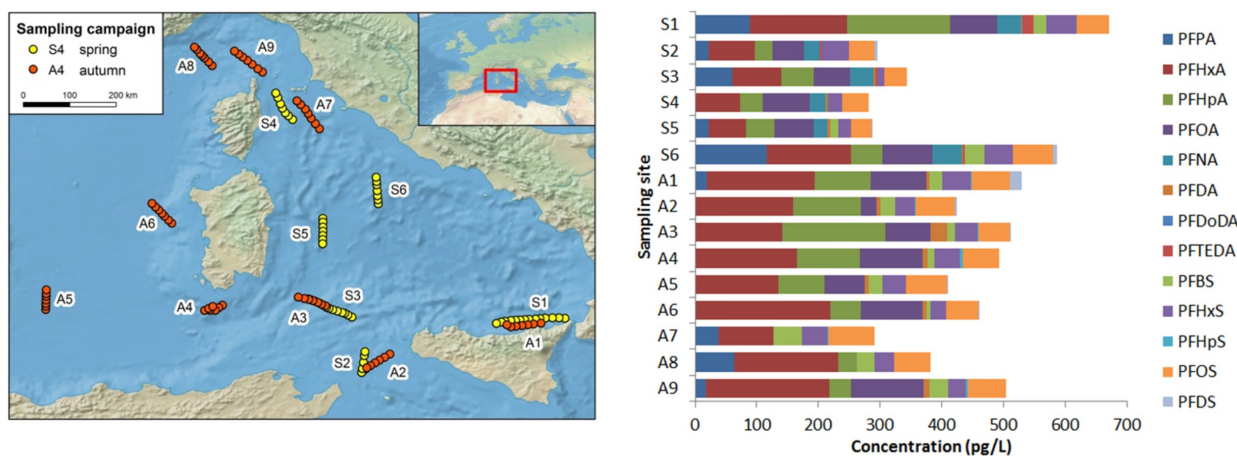 Sampling campaign
S4 spring
A4 autumn
0 100 200 km
A8
A9
S4
A7
S6
A6
S5
A5
A4
A3
S3
S1
A1
S2
A2
Sampling site
S1
S2
S3
S4
S5
S6
A1
A2
A3
A4
A5
A6
A7
A8
A9
0 100 200 300 400 500 600 700
Concentration (pg/L)
PFPA
PFHxA
PFHpA
PFOA
PFNA
PFDA
PFDoDA
PFTEDA
PFBS
PFHxS
PFHpS
PFOS
PFDS